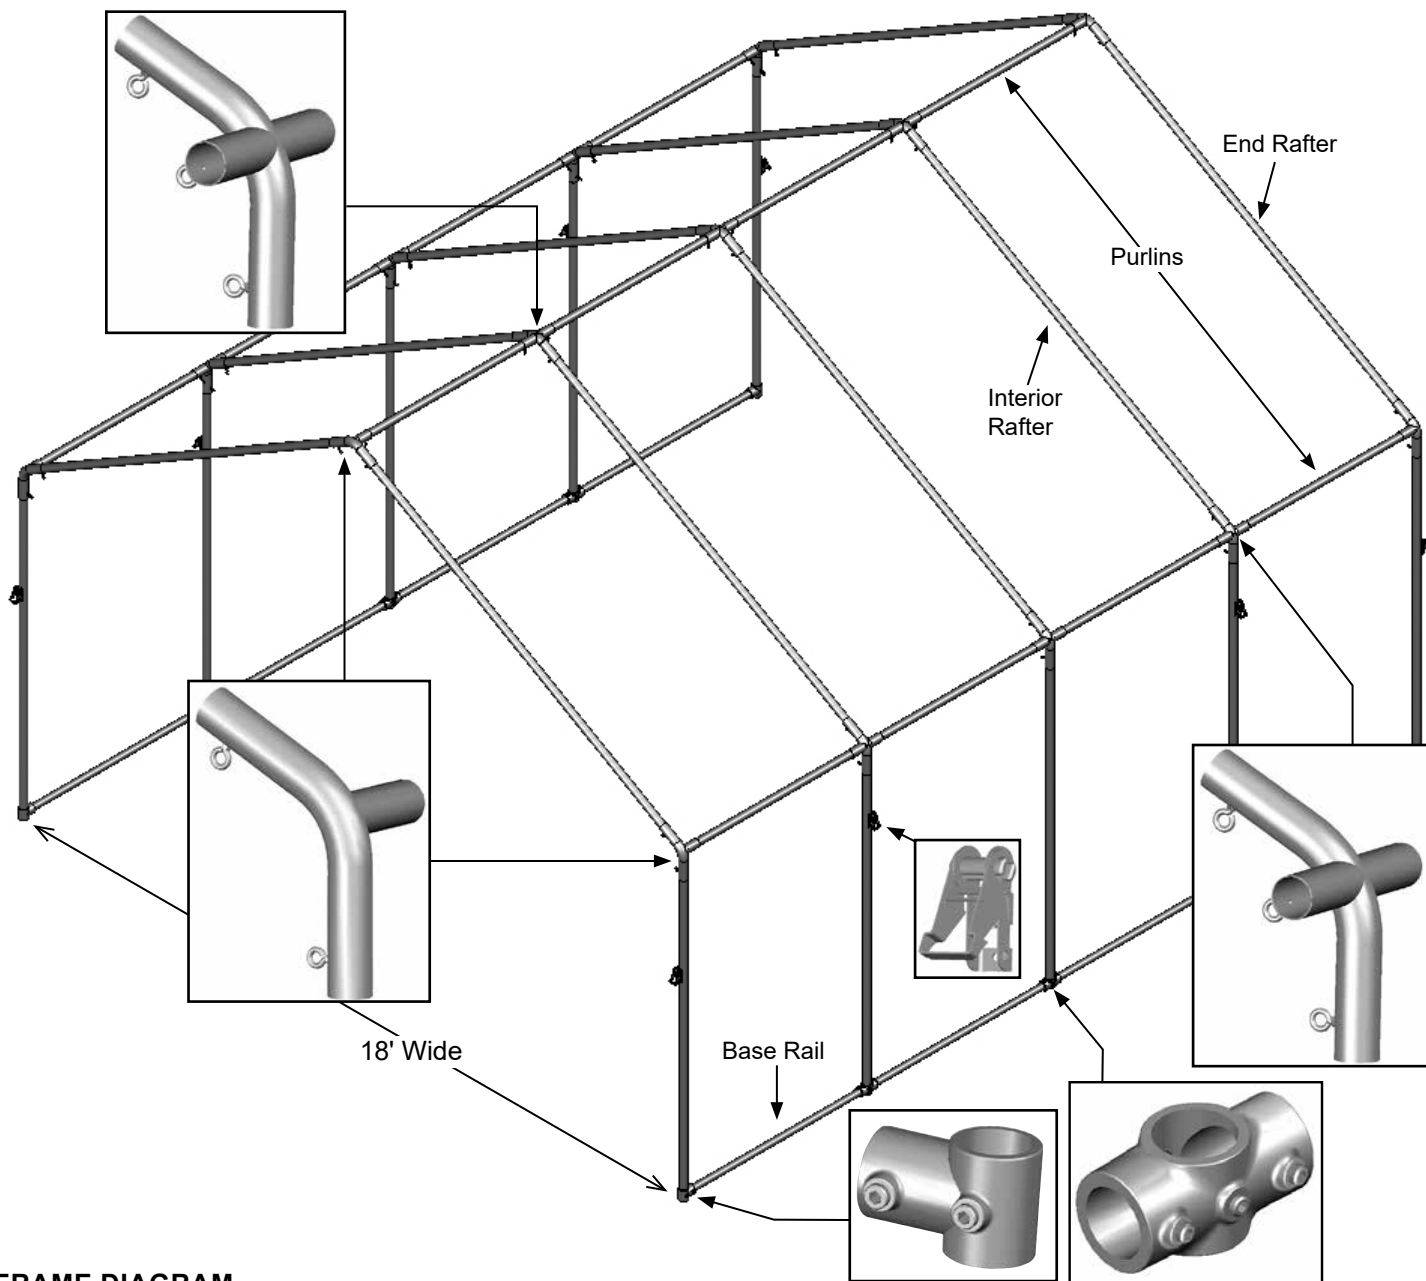 End Rafter
Purlins
Interior
Rafter
18' Wide
Base Rail
FRAME DIAGRAM